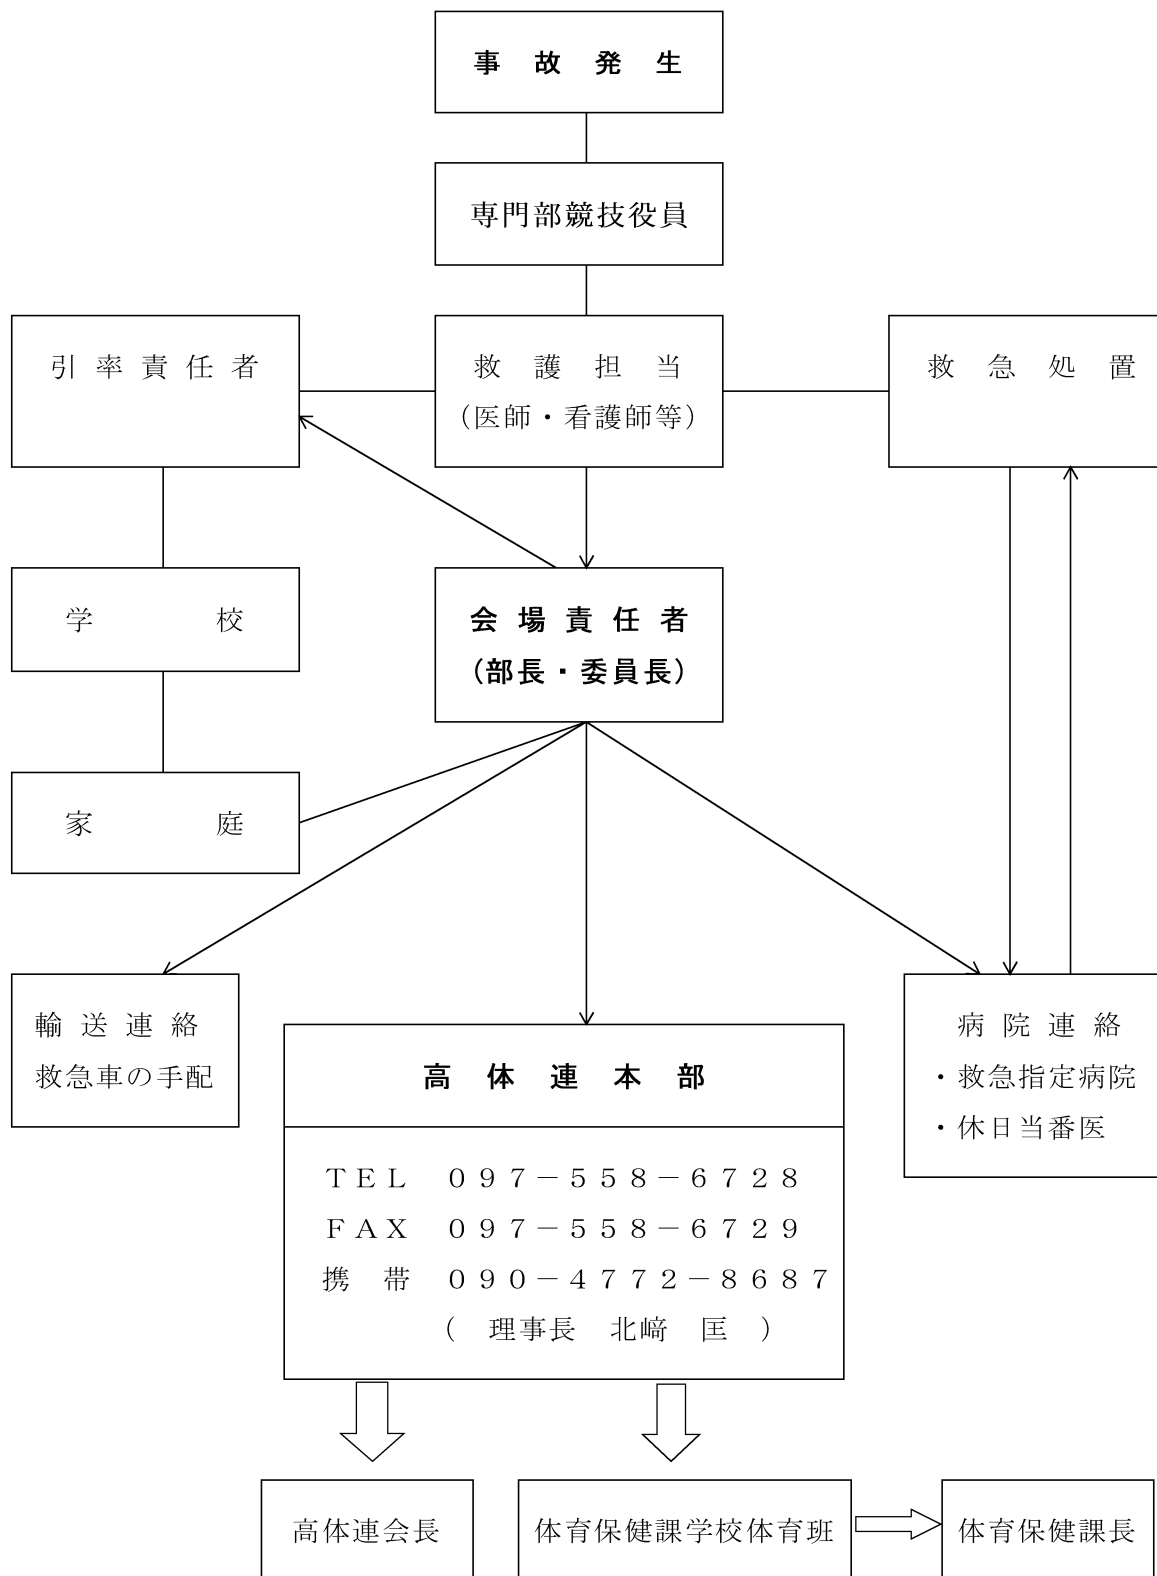 事　故　発　生
専門部競技役員
引 率 責 任 者
救　護　担　当
（医師・看護師等）
救　急　処　置
学　　　　校
会 場 責 任 者
（部長・委員長）
家　　　　庭
輸 送 連 絡
救急車の手配
病 院 連 絡
・救急指定病院
・休日当番医
高　体　連　本　部
ＴＥＬ　０９７－５５８－６７２８
ＦＡＸ　０９７－５５８－６７２９
携　帯　０９０－４７７２－８６８７
（　理事長　北﨑　匡　）
高体連会長
体育保健課学校体育班
体育保健課長